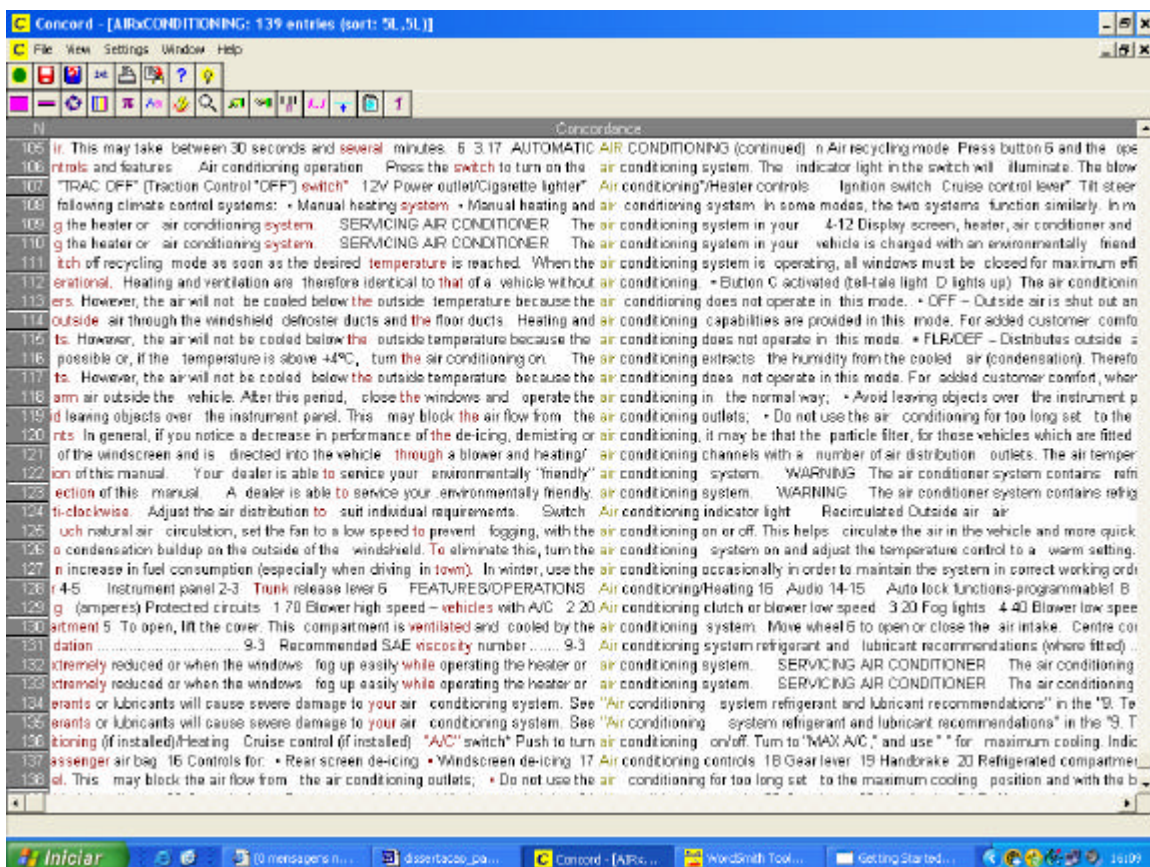 Concord - [AIRxCONDITIONING: 139 entries (sort: 5L,5L)]
File View Settings Window Help
N Concordance
105 ir. This may take between 30 seconds and several minutes. 6 3.17 AUTOMATIC AIR CONDITIONING (continued) n Air recycling mode Press button 6 and the ope
106 ntrols and features Air conditioning operation Press the switch to turn on the air conditioning system. The indicator light in the switch will illuminate. The blow
107 "TRAC OFF" (Traction Control "OFF") switch* 12V Power outlet/Cigarette lighter* Air conditioning*/Heater controls Ignition switch Cruise control lever* Tilt steer
108 following climate control systems: • Manual heating system • Manual heating and air conditioning system In some modes, the two systems function similarly. In m
109 g the heater or air conditioning system. SERVICING AIR CONDITIONER The air conditioning system in your 4-12 Display screen, heater, air conditioner and
110 g the heater or air conditioning system. SERVICING AIR CONDITIONER The air conditioning system in your vehicle is charged with an environmentally friend
111 itch off recycling mode as soon as the desired temperature is reached. When the air conditioning system is operating, all windows must be closed for maximum effi
112 erational. Heating and ventilation are therefore identical to that of a vehicle without air conditioning. • Button C activated (tell-tale light D lights up) The air conditionin
113 ers. However, the air will not be cooled below the outside temperature because the air conditioning does not operate in this mode. • OFF – Outside air is shut out an
114 outside air through the windshield defroster ducts and the floor ducts. Heating and air conditioning capabilities are provided in this mode. For added customer comfo
115 ts. However, the air will not be cooled below the outside temperature because the air conditioning does not operate in this mode. • FLR/DEF – Distributes outside a
116 possible or, if the temperature is above +4ºC, turn the air conditioning on. The air conditioning extracts the humidity from the cooled air (condensation). Therefo
117 ts. However, the air will not be cooled below the outside temperature because the air conditioning does not operate in this mode. For added customer comfort, wher
118 arm air outside the vehicle. After this period, close the windows and operate the air conditioning in the normal way; • Avoid leaving objects over the instrument p
119 id leaving objects over the instrument panel. This may block the air flow from the air conditioning outlets; • Do not use the air conditioning for too long set to the
120 nts In general, if you notice a decrease in performance of the de-icing, demisting or air conditioning, it may be that the particle filter, for those vehicles which are fitted
121 of the windscreen and is directed into the vehicle through a blower and heating/ air conditioning channels with a number of air distribution outlets. The air temper
122 ion of this manual. Your dealer is able to service your environmentally "friendly" air conditioning system. WARNING The air conditioner system contains refri
123 ection of this manual. A dealer is able to service your environmentally friendly. air conditioning system. WARNING The air conditioner system contains refrig
124 ti-clockwise. Adjust the air distribution to suit individual requirements. Switch Air conditioning indicator light Recirculated Outside air air
125 uch natural air circulation, set the fan to a low speed to prevent fogging, with the air conditioning on or off. This helps circulate the air in the vehicle and more quick
126 o condensation buildup on the outside of the windshield. To eliminate this, turn the air conditioning system on and adjust the temperature control to a warm setting.
127 n increase in fuel consumption (especially when driving in town). In winter, use the air conditioning occasionally in order to maintain the system in correct working orde
128 r 4-5 Instrument panel 2-3 Trunk release lever 6 FEATURES/OPERATIONS Air conditioning/Heating 16 Audio 14-15 Auto lock functions-programmable1 8
129 g (amperes) Protected circuits 1 70 Blower high speed – vehicles with A/C 2 20 Air conditioning clutch or blower low speed 3 20 Fog lights 4 40 Blower low spee
130 artment 5 To open, lift the cover. This compartment is ventilated and cooled by the air conditioning system. Move wheel 6 to open or close the air intake. Centre cor
131 dation ............................ 9-3 Recommended SAE viscosity number ....... 9-3 Air conditioning system refrigerant and lubricant recommendations (where fitted) ..
132 xtremely reduced or when the windows fog up easily while operating the heater or air conditioning system. SERVICING AIR CONDITIONER The air conditioning
133 xtremely reduced or when the windows fog up easily while operating the heater or air conditioning system. SERVICING AIR CONDITIONER The air conditioning
134 erants or lubricants will cause severe damage to your air conditioning system. See "Air conditioning system refrigerant and lubricant recommendations" in the "9. Te
135 erants or lubricants will cause severe damage to your air conditioning system. See "Air conditioning system refrigerant and lubricant recommendations" in the "9. T
136 itioning (if installed)/Heating Cruise control (if installed) "A/C" switch* Push to turn air conditioning on/off. Turn to "MAX A/C," and use " " for maximum cooling. Indic
137 assenger air bag 16 Controls for: • Rear screen de-icing • Windscreen de-icing 17 Air conditioning controls 18 Gear lever 19 Handbrake 20 Refrigerated compartmer
138 el. This may block the air flow from the air conditioning outlets; • Do not use the air conditioning for too long set to the maximum cooling position and with the b
Iniciar (0 mensagens n... dissertacao_pa... Concord - [AIRx... WordSmith Tool... Getting Started... 16:09